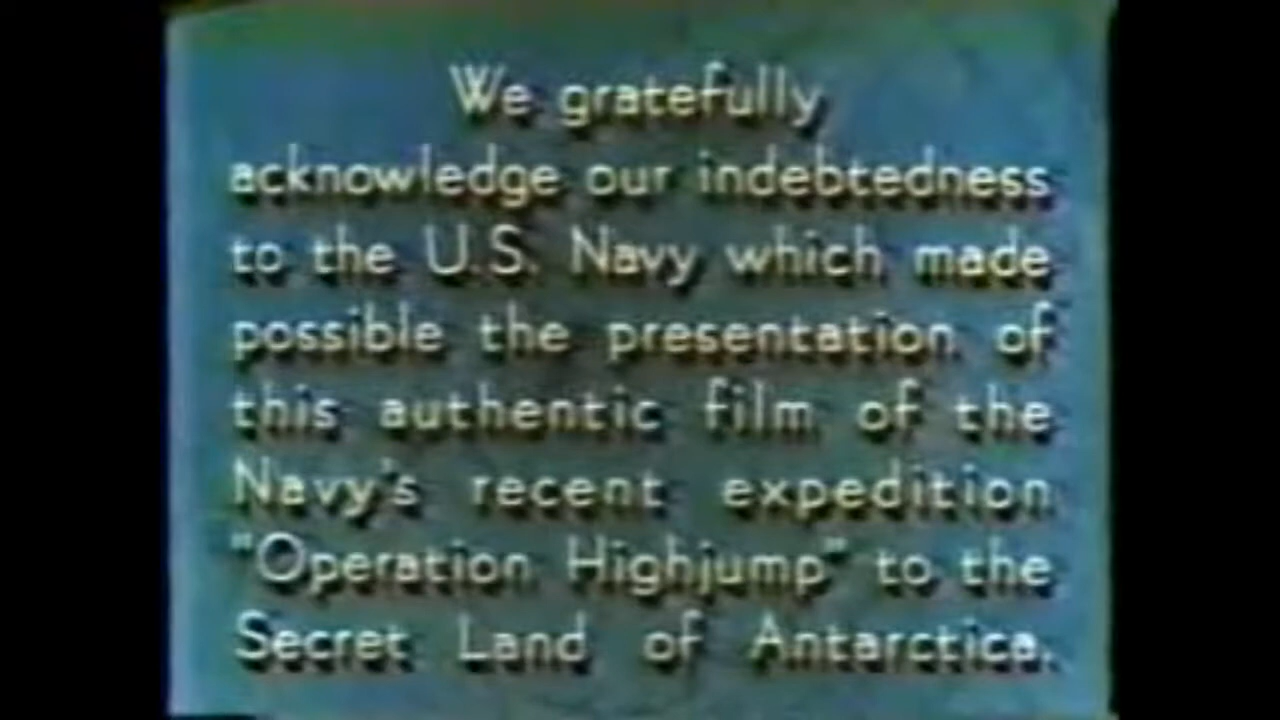 We gratefully
acknowledge our indebtedness
to the U.S. Navy which made
possible the presentation of
this authentic film of the
Navy's recent expedition
"Operation Highjump" to the
Secret Land of Antarctica.